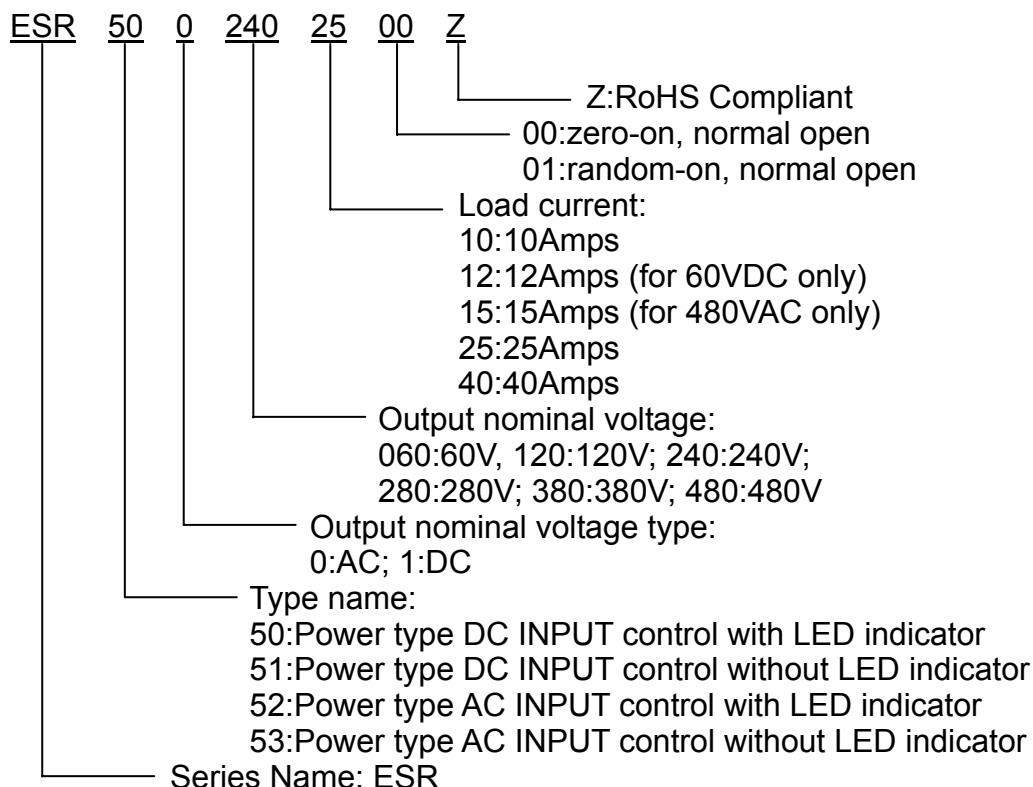 ESR 50 0 240 25 00 Z
Z:RoHS Compliant
00:zero-on, normal open
01:random-on, normal open
Load current:
10:10Amps
12:12Amps (for 60VDC only)
15:15Amps (for 480VAC only)
25:25Amps
40:40Amps
Output nominal voltage:
060:60V, 120:120V; 240:240V;
280:280V; 380:380V; 480:480V
Output nominal voltage type:
0:AC; 1:DC
Type name:
50:Power type DC INPUT control with LED indicator
51:Power type DC INPUT control without LED indicator
52:Power type AC INPUT control with LED indicator
53:Power type AC INPUT control without LED indicator
Series Name: ESR